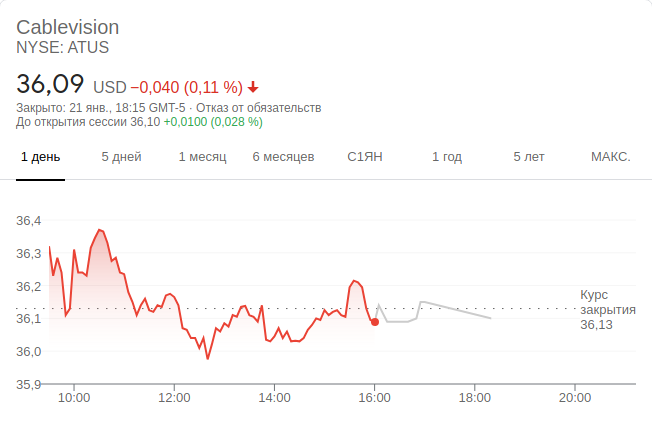 Cablevision
NYSE: ATUS
36,09 USD −0,040 (0,11 %)
Закрыто: 21 янв., 18:15 GMT-5 · Отказ от обязательств
До открытия сессии 36,10 +0,0100 (0,028 %)
1 день 5 дней 1 месяц 6 месяцев С1ЯН 1 год 5 лет МАКС.
36,4
36,3
36,2
36,1
36,0
35,9
Курс
закрытия
36,13
10:00 12:00 14:00 16:00 18:00 20:00